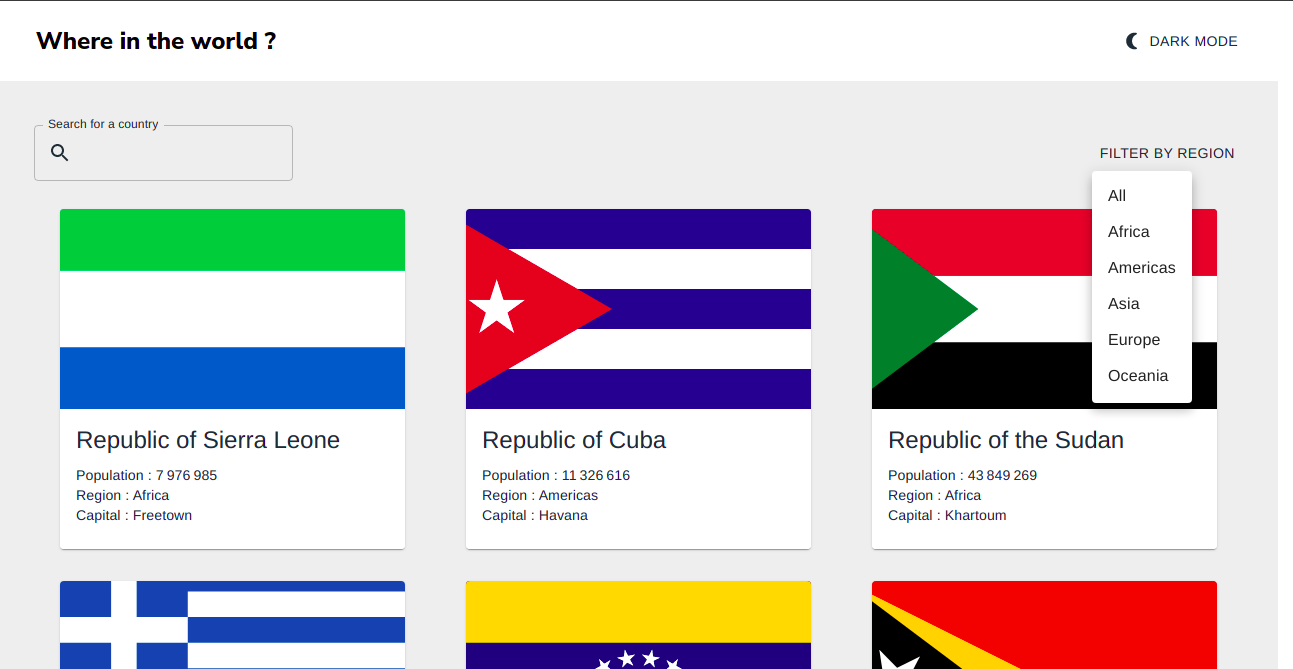 Where in the world ?
DARK MODE
Search for a country
FILTER BY REGION
All
Africa
Americas
Asia
Europe
Oceania
Republic of Sierra Leone
Population : 7 976 985
Region : Africa
Capital : Freetown
Republic of Cuba
Population : 11 326 616
Region : Americas
Capital : Havana
Republic of the Sudan
Population : 43 849 269
Region : Africa
Capital : Khartoum